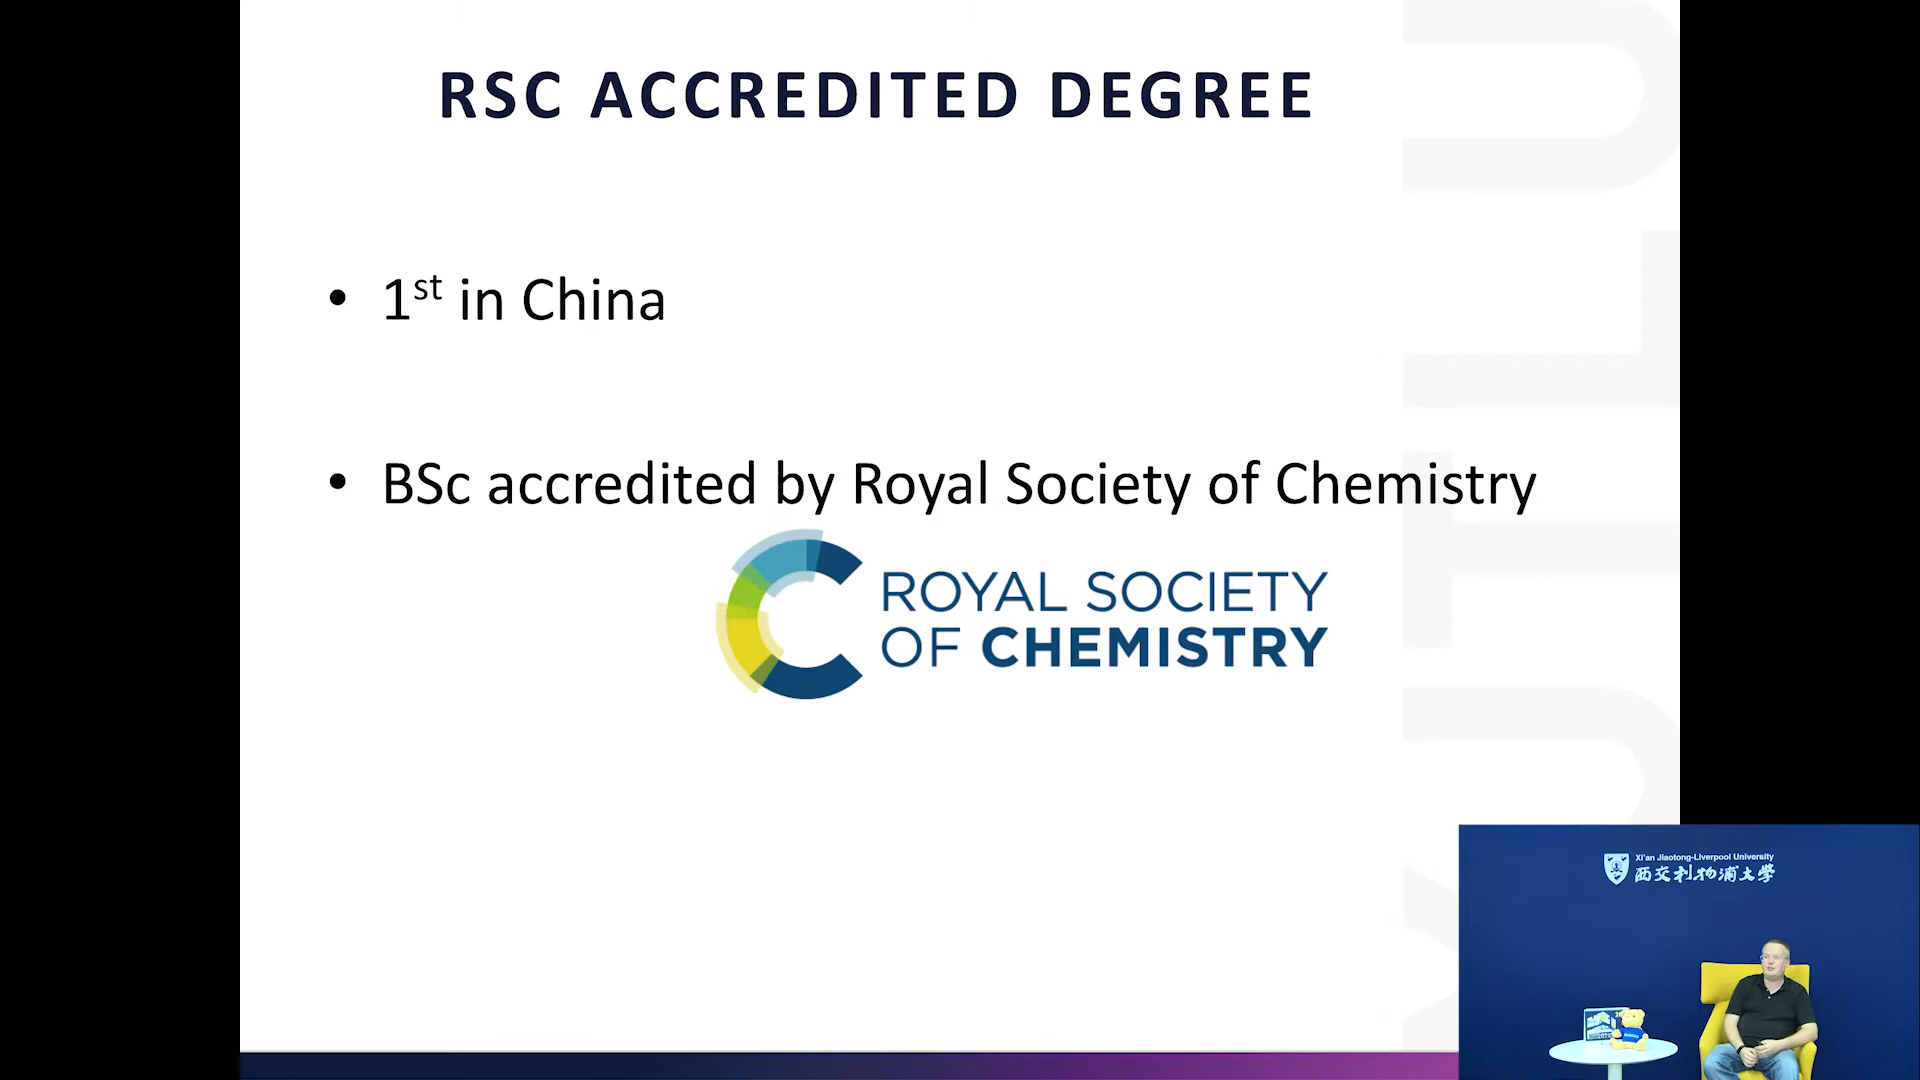 RSC ACCREDITED DEGREE
• 1st in China
• BSc accredited by Royal Society of Chemistry
ROYAL SOCIETY
OF CHEMISTRY
XJTLU
Xi'an Jiaotong-Liverpool University
西交利物浦大学